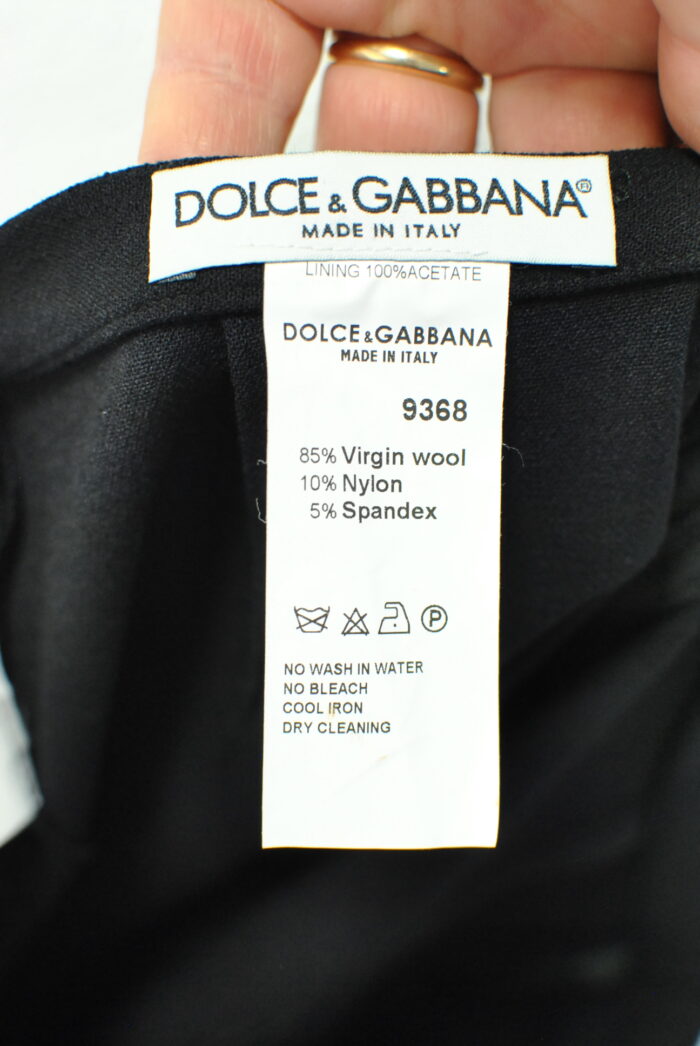 DOLCE & GABBANA®
MADE IN ITALY
LINING 100%ACETATE
DOLCE&GABBANA
MADE IN ITALY
9368
85% Virgin wool
10% Nylon
5% Spandex
P
NO WASH IN WATER
NO BLEACH
COOL IRON
DRY CLEANING